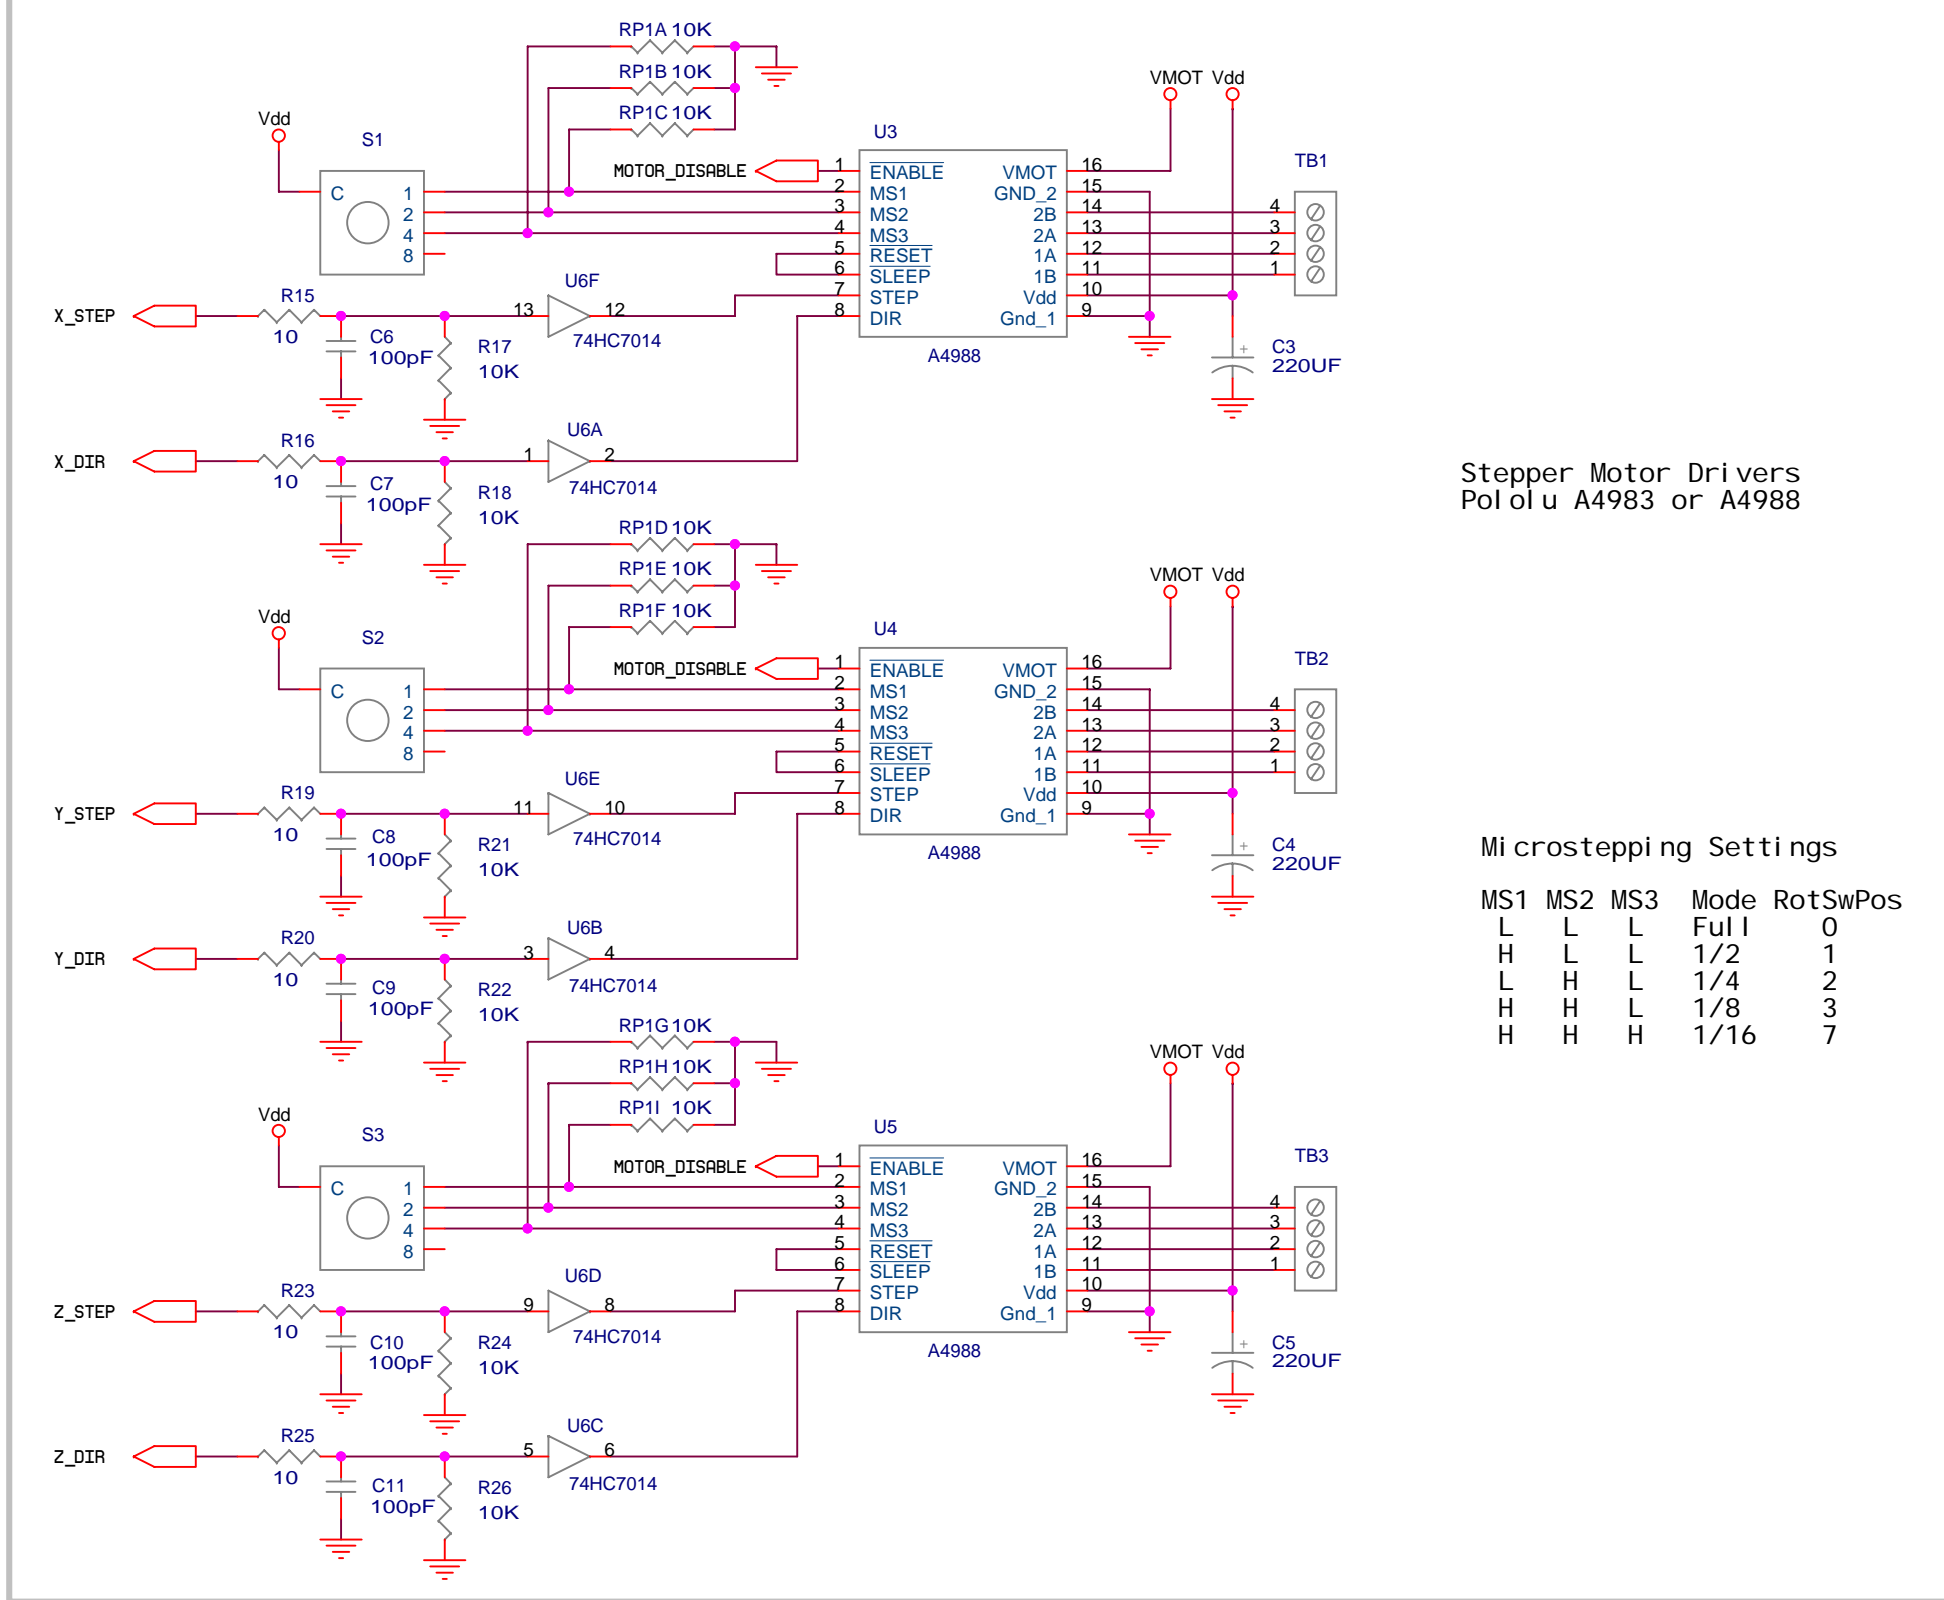 RP1A 10K
RP1B 10K
RP1C 10K
Vdd
S1
C 1
2
4
8
MOTOR_DISABLE
U3
1 ENABLE VMOT 16
2 MS1 GND_2 15
3 MS2 2B 14
4 MS3 2A 13
5 RESET 1A 12
6 SLEEP 1B 11
7 STEP Vdd 10
8 DIR Gnd_1 9
A4988
VMOT Vdd
TB1
4
3
2
1
C3
+
220UF
X_STEP
R15
10
C6
100pF
R17
10K
U6F
13 12
74HC7014
X_DIR
R16
10
C7
100pF
R18
10K
U6A
1 2
74HC7014
Stepper Motor Drivers
Pololu A4983 or A4988
RP1D 10K
RP1E 10K
RP1F 10K
Vdd
S2
C 1
2
4
8
MOTOR_DISABLE
U4
1 ENABLE VMOT 16
2 MS1 GND_2 15
3 MS2 2B 14
4 MS3 2A 13
5 RESET 1A 12
6 SLEEP 1B 11
7 STEP Vdd 10
8 DIR Gnd_1 9
A4988
VMOT Vdd
TB2
4
3
2
1
C4
+
220UF
Y_STEP
R19
10
C8
100pF
R21
10K
U6E
11 10
74HC7014
Y_DIR
R20
10
C9
100pF
R22
10K
U6B
3 4
74HC7014
Microstepping Settings
MS1 MS2 MS3 Mode RotSwPos
L L L Full 0
H L L 1/2 1
L H L 1/4 2
H H L 1/8 3
H H H 1/16 7
RP1G 10K
RP1H 10K
RP1I 10K
Vdd
S3
C 1
2
4
8
MOTOR_DISABLE
U5
1 ENABLE VMOT 16
2 MS1 GND_2 15
3 MS2 2B 14
4 MS3 2A 13
5 RESET 1A 12
6 SLEEP 1B 11
7 STEP Vdd 10
8 DIR Gnd_1 9
A4988
VMOT Vdd
TB3
4
3
2
1
C5
+
220UF
Z_STEP
R23
10
C10
100pF
R24
10K
U6D
9 8
74HC7014
Z_DIR
R25
10
C11
100pF
R26
10K
U6C
5 6
74HC7014